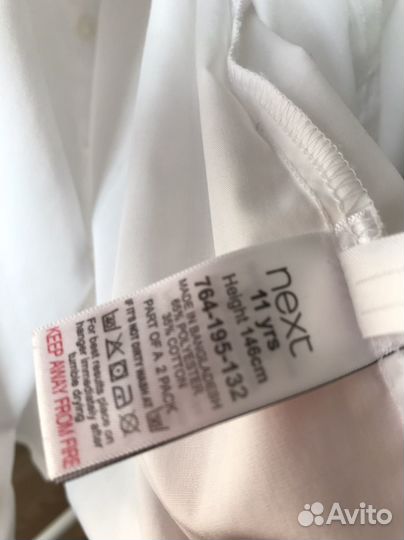 next
11 yrs
Height 146cm
764-195-132
MADE IN BANGLADESH
65% POLYESTER
35% COTTON
PART OF A 2 PACK
IF IT'S NOT DIRTY WASH AT
For best results place on
hanger immediately after
tumble drying
KEEP AWAY FROM FIRE
Avito